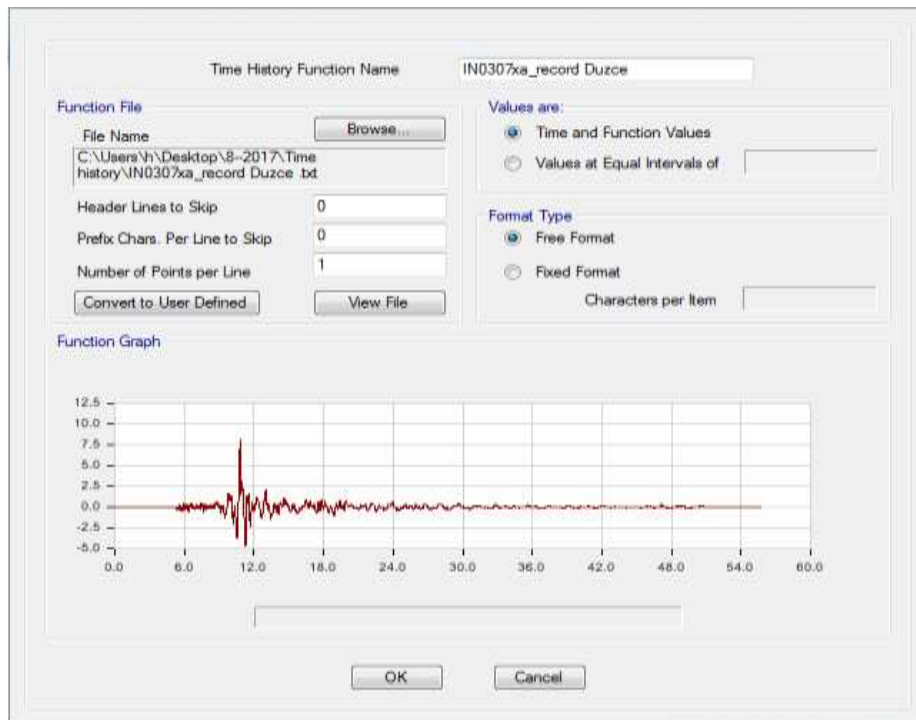 Time History Function Name
IN0307xa_record Duzce
Function File
File Name
Browse...
C:\Users\h\Desktop\8--2017\Time
history\IN0307xa_record Duzce .txt
Header Lines to Skip
0
Prefix Chars. Per Line to Skip
0
Number of Points per Line
1
Convert to User Defined
View File
Values are:
Time and Function Values
Values at Equal Intervals of
Format Type
Free Format
Fixed Format
Characters per Item
Function Graph
12.5
10.0
7.5
5.0
2.5
0.0
-2.5
-5.0
0.0 6.0 12.0 18.0 24.0 30.0 36.0 42.0 48.0 54.0 60.0
OK
Cancel